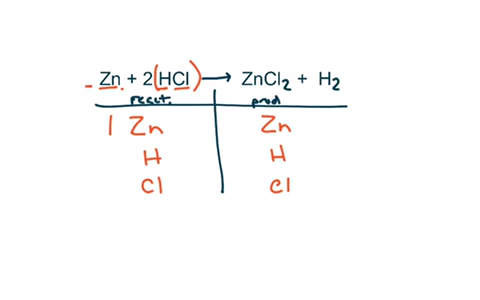 Zn + 2(HCl) → ZnCl₂ + H₂
react. prod
1 Zn Zn
H H
Cl Cl